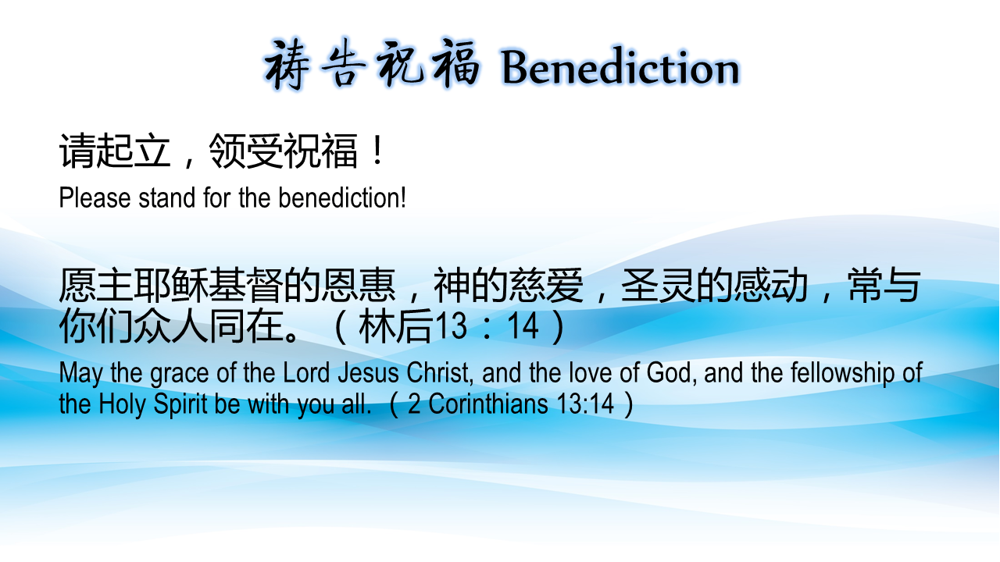 祷告祝福 Benediction
请起立，领受祝福！
Please stand for the benediction!
愿主耶稣基督的恩惠，神的慈爱，圣灵的感动，常与
你们众人同在。（林后13：14）
May the grace of the Lord Jesus Christ, and the love of God, and the fellowship of
the Holy Spirit be with you all. （2 Corinthians 13:14）